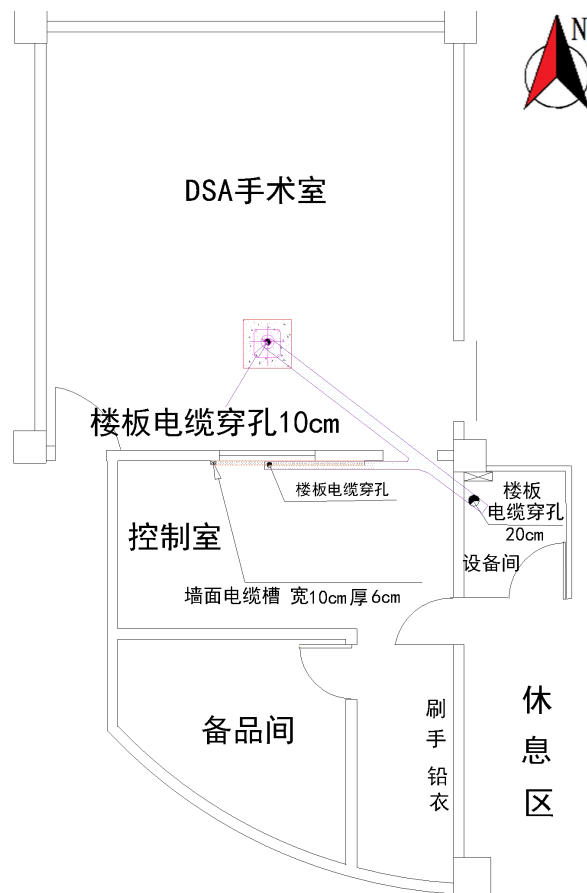 N
DSA手术室
楼板电缆穿孔10cm
楼板电缆穿孔
楼板
电缆穿孔
20cm
控制室
设备间
墙面电缆槽 宽10cm厚6cm
备品间
刷手 铅衣
休息区